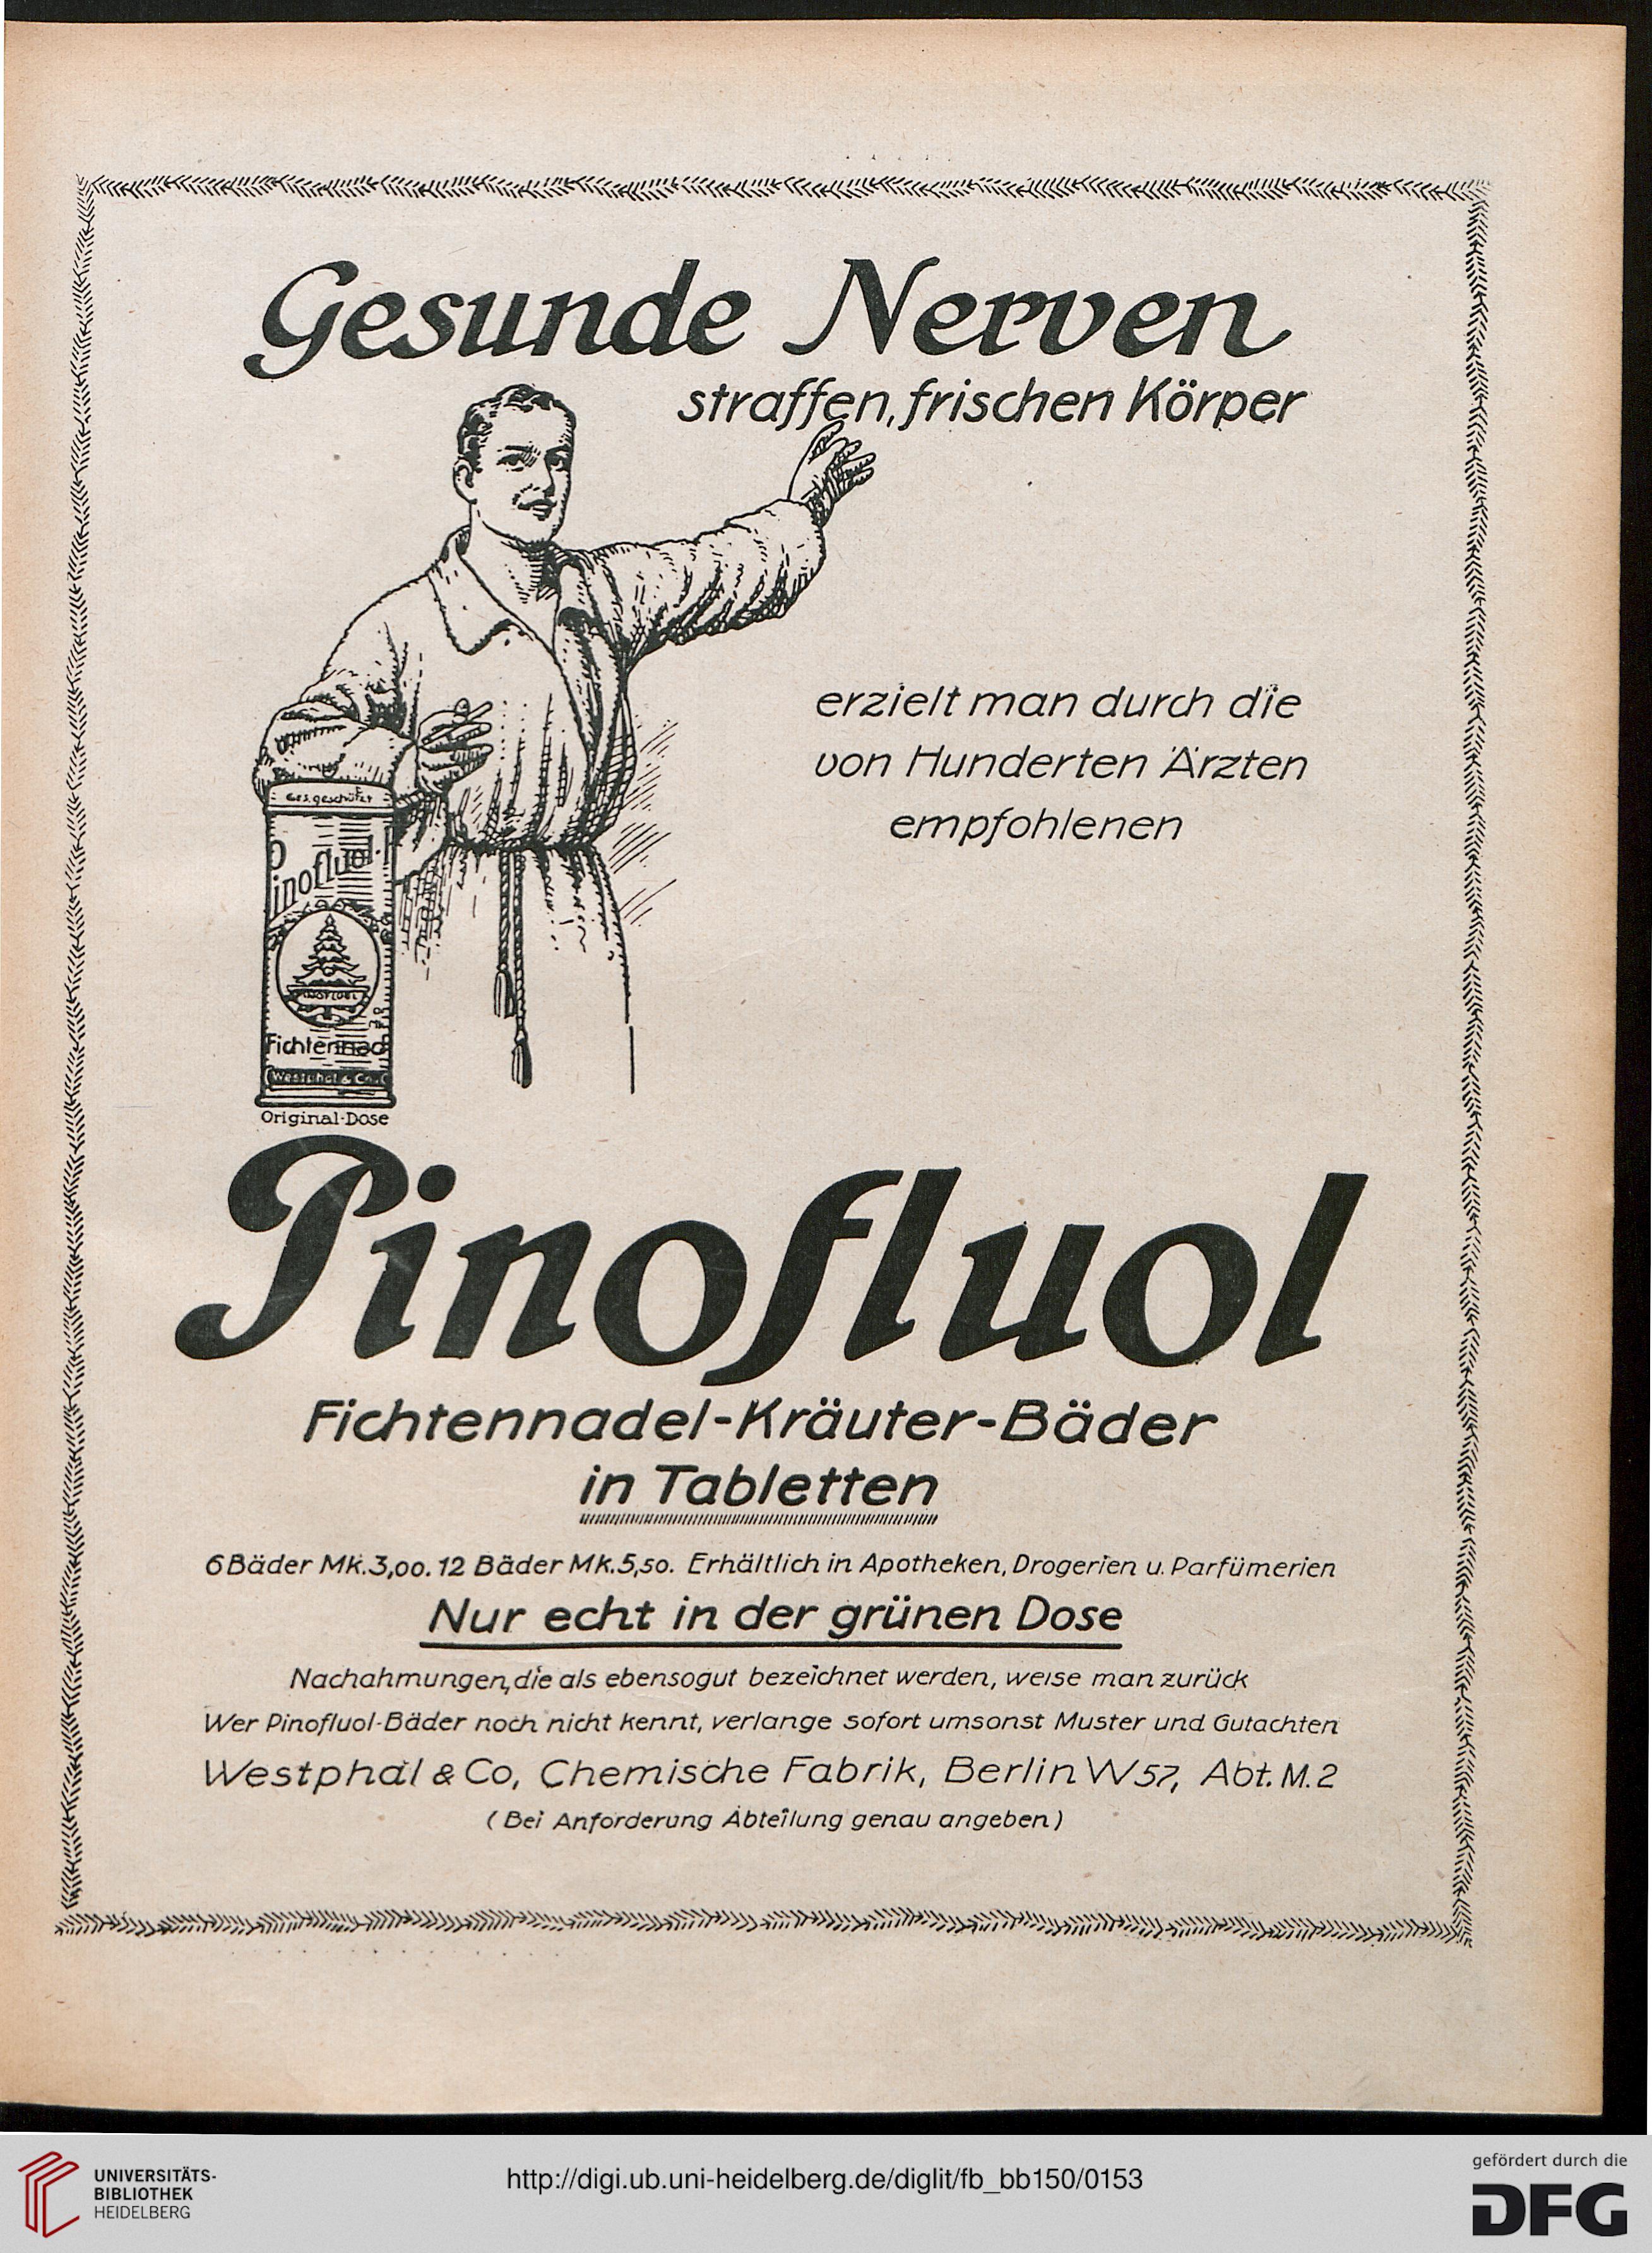 Gesunde Nerven
straffen, frischen Körper
erzielt man durch die
von Hunderten Ärzten
empfohlenen
Ges. geschützt
Pinofluol
PINOFLUOL
Fichtennad
Westphal & Co.
Original-Dose
Pinofluol
Fichtennadel-Kräuter-Bäder
in Tabletten
6 Bäder Mk. 3,00. 12 Bäder Mk. 5,50. Erhältlich in Apotheken, Drogerien u. Parfümerien
Nur echt in der grünen Dose
Nachahmungen, die als ebensogut bezeichnet werden, weise man zurück
Wer Pinofluol-Bäder noch nicht kennt, verlange sofort umsonst Muster und Gutachten
Westphal & Co, Chemische Fabrik, Berlin W 57, Abt. M. 2
(Bei Anforderung Abteilung genau angeben)
UNIVERSITÄTS-
BIBLIOTHEK
HEIDELBERG
http://digi.ub.uni-heidelberg.de/diglit/fb_bb150/0153
gefördert durch die
DFG